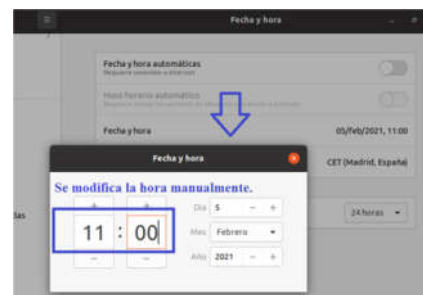 Fecha y hora
Fecha y hora automáticas
Requiere conexión a internet
Huso horario automático
Fecha y hora
05/feb/2021, 11:00
Fecha y hora
CET (Madrid, España)
Se modifica la hora manualmente.
+ +
Día 5 - +
das
24 horas
11 : 00
Mes Febrero
- -
Año 2021 - +